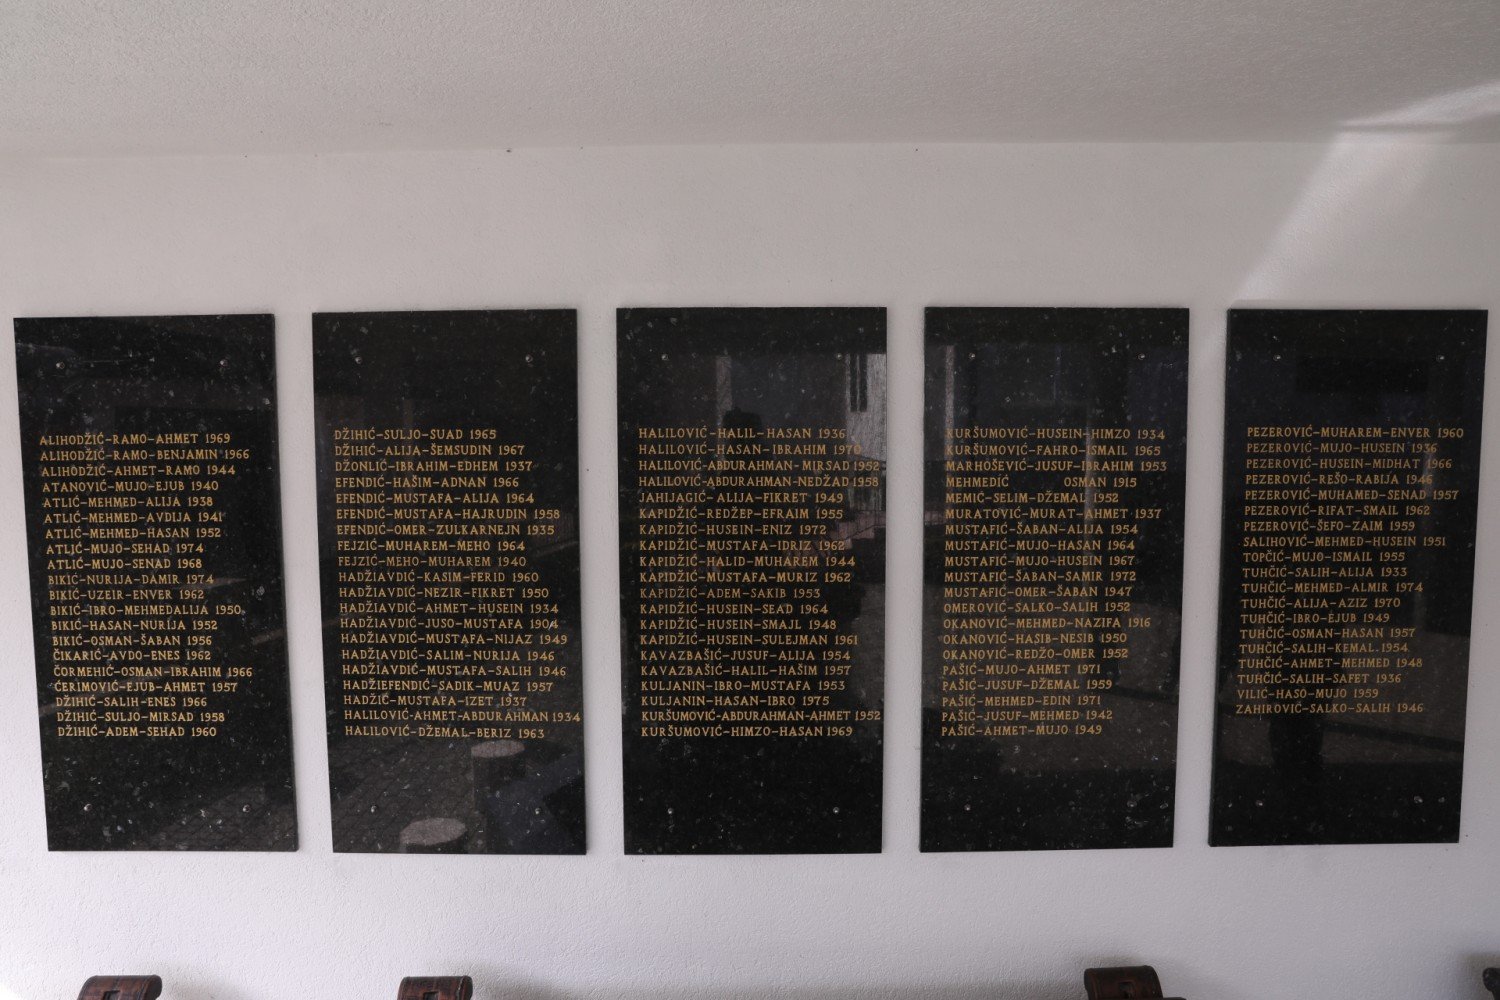 ALIHODŽIĆ-RAMO-AHMET 1969
ALIHODŽIĆ-RAMO-BENJAMIN 1966
ALIHODŽIĆ-AHMET-RAMO 1944
ATANOVIĆ-MUJO-EJUB 1940
ATLIĆ-MEHMED-ALIJA 1938
ATLIĆ-MEHMED-AVDIJA 1941
ATLIĆ-MEHMED-HASAN 1952
ATLIĆ-MUJO-SEHAD 1974
ATLIĆ-MUJO-SENAD 1968
BIKIĆ-NURIJA-DAMIR 1974
BIKIĆ-UZEIR-ENVER 1962
BIKIĆ-IBRO-MEHMEDALIJA 1950
BIKIĆ-HASAN-NURIJA 1952
BIKIĆ-OSMAN-ŠABAN 1956
ČIKARIĆ-AVDO-ENES 1962
ČORMEHIĆ-OSMAN-IBRAHIM 1966
ĆERIMOVIĆ-EJUB-AHMET 1957
DŽIHIĆ-SALIH-ENES 1966
DŽIHIĆ-SULJO-MIRSAD 1958
DŽIHIĆ-ADEM-SEHAD 1960
DŽIHIĆ-SULJO-SUAD 1965
DŽIHIĆ-ALIJA-ŠEMSUDIN 1967
DŽONLIĆ-IBRAHIM-EDHEM 1937
EFENDIĆ-HAŠIM-ADNAN 1966
EFENDIĆ-MUSTAFA-ALIJA 1964
EFENDIĆ-MUSTAFA-HAJRUDIN 1958
EFENDIĆ-OMER-ZULKARNEJN 1935
FEJZIĆ-MUHAREM-MEHO 1964
FEJZIĆ-MEHO-MUHAREM 1940
HADŽIAVDIĆ-KASIM-FERID 1960
HADŽIAVDIĆ-NEZIR-FIKRET 1950
HADŽIAVDIĆ-AHMET-HUSEIN 1934
HADŽIAVDIĆ-JUSO-MUSTAFA 1904
HADŽIAVDIĆ-MUSTAFA-NIJAZ 1949
HADŽIAVDIĆ-SALIM-NURIJA 1946
HADŽIAVDIĆ-MUSTAFA-SALIH 1946
HADŽIEFENDIĆ-SADIK-MUAZ 1957
HADŽIĆ-MUSTAFA-IZET 1937
HALILOVIĆ-AHMET-ABDURAHMAN 1934
HALILOVIĆ-DŽEMAL-BERIZ 1963
HALILOVIĆ-HALIL-HASAN 1936
HALILOVIĆ-HASAN-IBRAHIM 1970
HALILOVIĆ-ABDURAHMAN-MIRSAD 1952
HALILOVIĆ-ABDURAHMAN-NEDŽAD 1958
JAHIJAGIĆ-ALIJA-FIKRET 1949
KAPIDŽIĆ-REDŽEP-EFRAIM 1955
KAPIDŽIĆ-HUSEIN-ENIZ 1972
KAPIDŽIĆ-MUSTAFA-IDRIZ 1962
KAPIDŽIĆ-HALID-MUHAREM 1944
KAPIDŽIĆ-MUSTAFA-MURIZ 1962
KAPIDŽIĆ-ADEM-SAKIB 1953
KAPIDŽIĆ-HUSEIN-SEAD 1964
KAPIDŽIĆ-HUSEIN-SMAJL 1948
KAPIDŽIĆ-HUSEIN-SULEJMAN 1961
KAVAZBAŠIĆ-JUSUF-ALIJA 1954
KAVAZBAŠIĆ-HALIL-HAŠIM 1957
KULJANIN-IBRO-MUSTAFA 1953
KULJANIN-HASAN-IBRO 1975
KURŠUMOVIĆ-ABDURAHMAN-AHMET 1952
KURŠUMOVIĆ-HIMZO-HASAN 1969
KURŠUMOVIĆ-HUSEIN-HIMZO 1934
KURŠUMOVIĆ-FAHRO-ISMAIL 1965
MARHOŠEVIĆ-JUSUF-IBRAHIM 1953
MEHMEDIĆ OSMAN 1915
MEMIĆ-SELIM-DŽEMAL 1952
MURATOVIĆ-MURAT-AHMET 1937
MUSTAFIĆ-ŠABAN-ALIJA 1954
MUSTAFIĆ-MUJO-HASAN 1964
MUSTAFIĆ-MUJO-HUSEIN 1967
MUSTAFIĆ-ŠABAN-SAMIR 1972
MUSTAFIĆ-OMER-ŠABAN 1947
OMEROVIĆ-SALKO-SALIH 1952
OKANOVIĆ-MEHMED-NAZIFA 1916
OKANOVIĆ-HASIB-NESIB 1950
OKANOVIĆ-REDŽO-OMER 1952
PAŠIĆ-MUJO-AHMET 1971
PAŠIĆ-JUSUF-DŽEMAL 1959
PAŠIĆ-MEHMED-EDIN 1971
PAŠIĆ-JUSUF-MEHMED 1942
PAŠIĆ-AHMET-MUJO 1949
PEZEROVIĆ-MUHAREM-ENVER 1960
PEZEROVIĆ-MUJO-HUSEIN 1936
PEZEROVIĆ-HUSEIN-MIDHAT 1966
PEZEROVIĆ-REŠO-RABIJA 1946
PEZEROVIĆ-MUHAMED-SENAD 1957
PEZEROVIĆ-RIFAT-SMAIL 1962
PEZEROVIĆ-ŠEFO-ZAIM 1959
SALIHOVIĆ-MEHMED-HUSEIN 1951
TOPČIĆ-MUJO-ISMAIL 1955
TUHČIĆ-SALIH-ALIJA 1933
TUHČIĆ-MEHMED-ALMIR 1974
TUHČIĆ-ALIJA-AZIZ 1970
TUHČIĆ-IBRO-EJUB 1949
TUHČIĆ-OSMAN-HASAN 1957
TUHČIĆ-SALIH-KEMAL 1954
TUHČIĆ-AHMET-MEHMED 1948
TUHČIĆ-SALIH-SAFET 1936
VILIĆ-HASO-MUJO 1959
ZAHIROVIĆ-SALKO-SALIH 1946